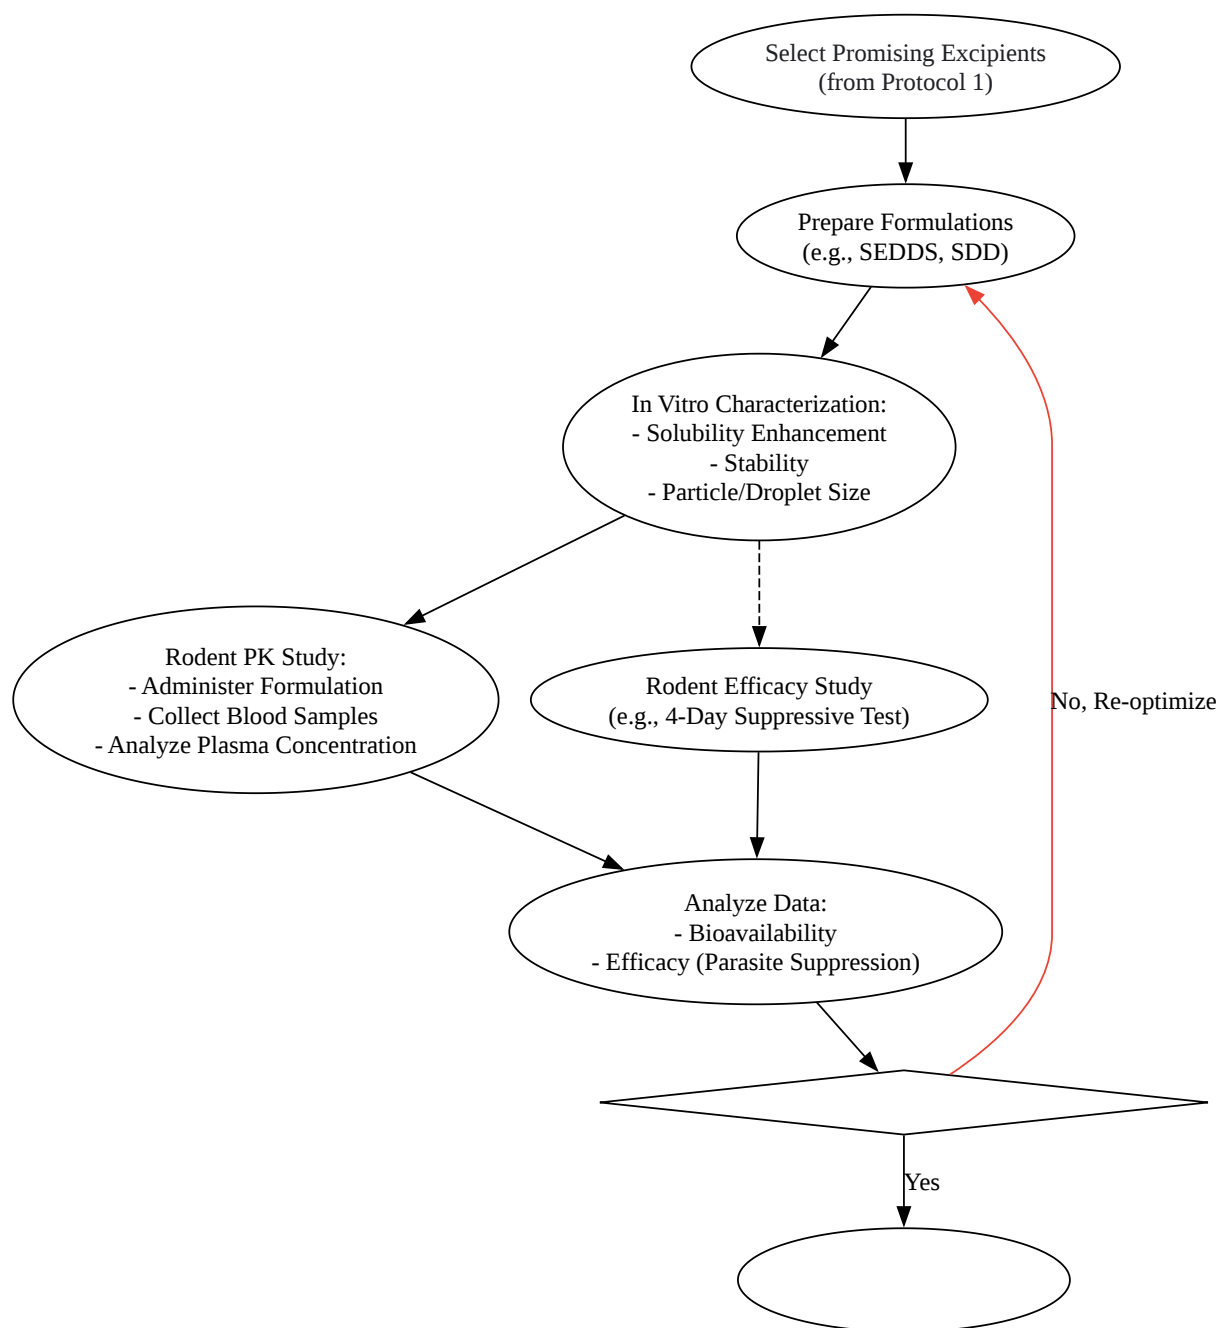 Select Promising Excipients
(from Protocol 1)
Prepare Formulations
(e.g., SEDDS, SDD)
In Vitro Characterization:
- Solubility Enhancement
- Stability
- Particle/Droplet Size
Rodent PK Study:
- Administer Formulation
- Collect Blood Samples
- Analyze Plasma Concentration
Rodent Efficacy Study
(e.g., 4-Day Suppressive Test)
No, Re-optimize
Analyze Data:
- Bioavailability
- Efficacy (Parasite Suppression)
Yes